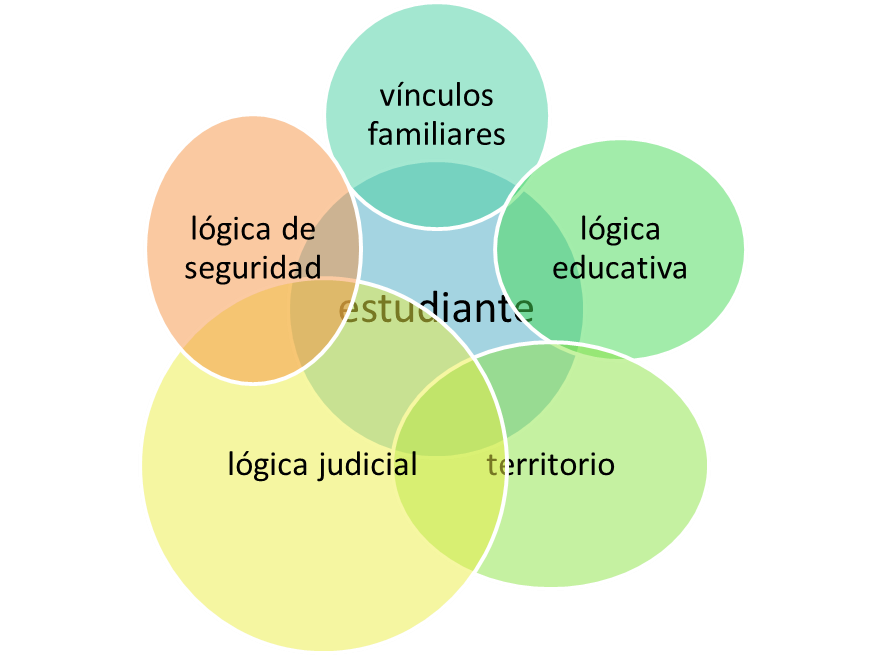 vínculos
familiares
lógica de
seguridad
lógica
educativa
estudiante
lógica judicial
territorio